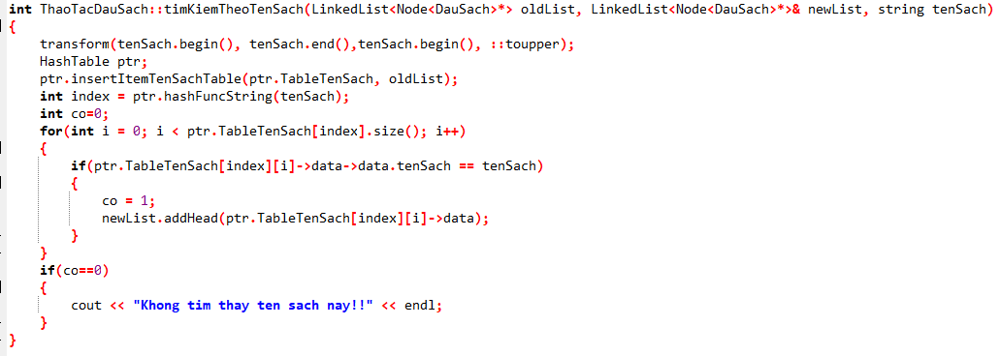 int ThaoTacDauSach::timKiemTheoTenSach(LinkedList<Node<DauSach>*> oldList, LinkedList<Node<DauSach>*>& newList, string tenSach)
{
    transform(tenSach.begin(), tenSach.end(),tenSach.begin(), ::toupper);
    HashTable ptr;
    ptr.insertItemTenSachTable(ptr.TableTenSach, oldList);
    int index = ptr.hashFuncString(tenSach);
    int co=0;
    for(int i = 0; i < ptr.TableTenSach[index].size(); i++)
    {
        if(ptr.TableTenSach[index][i]->data->data.tenSach == tenSach)
        {
            co = 1;
            newList.addHead(ptr.TableTenSach[index][i]->data);
        }
    }
    if(co==0)
    {
        cout << "Khong tim thay ten sach nay!!" << endl;
    }
}